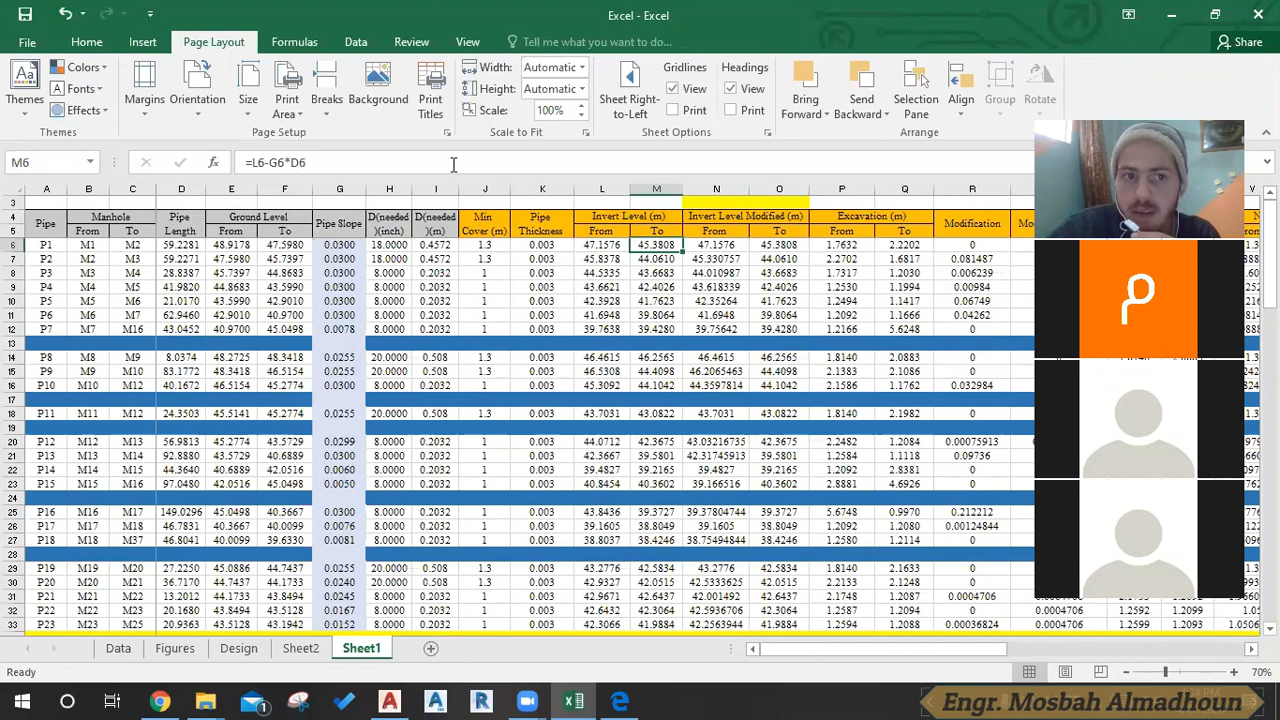 Excel - Excel
File Home Insert Page Layout Formulas Data Review View Tell me what you want to do... Share
Themes Colors Fonts Effects Margins Orientation Size Print Area Breaks Background Print Titles Width: Automatic Height: Automatic Scale: 100% Sheet Right-to-Left Gridlines View Print Headings View Print Bring Forward Send Backward Selection Pane Align Group Rotate
Themes Page Setup Scale to Fit Sheet Options Arrange
M6 fx =L6-G6*D6
A B C D E F G H I J K L M N O P Q R V
3
4 Pipe Manhole Pipe Length Ground Level Pipe Slope D(needed )(inch) D(needed )(m) Min Cover (m) Pipe Thickness Invert Level (m) Invert Level Modified (m) Excavation (m) Modification
5 From To From To From To From To From To
6 P1 M1 M2 59.2281 48.9178 47.5980 0.0300 18.0000 0.4572 1.3 0.003 47.1576 45.3808 47.1576 45.3808 1.7632 2.2202 0
7 P2 M2 M3 59.2271 47.5980 45.7397 0.0300 18.0000 0.4572 1.3 0.003 45.8378 44.0610 45.330757 44.0610 2.2702 1.6817 0.081487
8 P3 M3 M4 28.8387 45.7397 44.8683 0.0300 8.0000 0.2032 1 0.003 44.5335 43.6683 44.010987 43.6683 1.7317 1.2030 0.006239
9 P4 M4 M5 41.9820 44.8683 43.5990 0.0300 8.0000 0.2032 1 0.003 43.6621 42.4026 43.618339 42.4026 1.2530 1.1994 0.00984
10 P5 M5 M6 21.0170 43.5990 42.9010 0.0300 8.0000 0.2032 1 0.003 42.3928 41.7623 42.35264 41.7623 1.2494 1.1417 0.06749
11 P6 M6 M7 62.9460 42.9010 40.9700 0.0300 8.0000 0.2032 1 0.003 41.6948 39.8064 41.6948 39.8064 1.2092 1.1666 0.04262
12 P7 M7 M16 43.0452 40.9700 45.0498 0.0078 8.0000 0.2032 1 0.003 39.7638 39.4280 39.75642 39.4280 1.2166 5.6248 0
13
14 P8 M8 M9 8.0374 48.2725 48.3418 0.0255 20.0000 0.508 1.3 0.003 46.4615 46.2565 46.4615 46.2565 1.8140 2.0883 0
15 P9 M9 M10 83.1772 48.3418 46.5154 0.0255 20.0000 0.508 1.3 0.003 46.5308 44.4098 46.2065463 44.4098 2.1383 2.1086 0
16 P10 M10 M12 40.1672 46.5154 45.2774 0.0300 8.0000 0.2032 1 0.003 45.3092 44.1042 44.3597814 44.1042 2.1586 1.1762 0.032984
17
18 P11 M11 M12 24.3503 45.5141 45.2774 0.0255 20.0000 0.508 1.3 0.003 43.7031 43.0822 43.7031 43.0822 1.8140 2.1982 0
19
20 P12 M12 M13 56.9813 45.2774 43.5729 0.0299 8.0000 0.2032 1 0.003 44.0712 42.3675 43.03216735 42.3675 2.2482 1.2084 0.00075913
21 P13 M13 M14 92.8880 43.5729 40.6889 0.0300 8.0000 0.2032 1 0.003 42.3667 39.5801 42.31745913 39.5801 1.2584 1.1118 0.09736
22 P14 M14 M15 44.3640 40.6889 42.0516 0.0060 8.0000 0.2032 1 0.003 39.4827 39.2165 39.4827 39.2165 1.2092 2.8381 0
23 P15 M15 M16 97.0480 42.0516 45.0498 0.0050 8.0000 0.2032 1 0.003 40.8454 40.3602 39.166516 40.3602 2.8881 4.6926 0
24
25 P16 M16 M17 149.0296 45.0498 40.3667 0.0300 8.0000 0.2032 1 0.003 43.8436 39.3727 39.37804744 39.3727 5.6748 0.9970 0.212212
26 P17 M17 M18 46.7831 40.3667 40.0099 0.0076 8.0000 0.2032 1 0.003 39.1605 38.8049 39.1605 38.8049 1.2092 1.2080 0.00124844
27 P18 M18 M37 46.8041 40.0099 39.6330 0.0081 8.0000 0.2032 1 0.003 38.8037 38.4246 38.75494844 38.4246 1.2580 1.2114 0
28
29 P19 M19 M20 27.2250 45.0886 44.7437 0.0255 20.0000 0.508 1.3 0.003 43.2776 42.5834 43.2776 42.5834 1.8140 2.1633 0
30 P20 M20 M21 36.7170 44.7437 44.1733 0.0240 20.0000 0.508 1.3 0.003 42.9327 42.0515 42.5333625 42.0515 2.2133 2.1248 0
31 P21 M21 M22 13.2012 44.1733 43.8494 0.0245 8.0000 0.2032 1 0.003 42.9671 42.6437 42.001492 42.6437 2.1748 1.2087 0.0004706
32 P22 M22 M23 20.1680 43.8494 43.5128 0.0167 8.0000 0.2032 1 0.003 42.6432 42.3064 42.5936706 42.3064 1.2587 1.2094 0 0.0004706
33 P23 M23 M25 20.9363 43.5128 43.1942 0.0152 8.0000 0.2032 1 0.003 42.3066 41.9884 42.2563944 41.9884 1.2593 1.2090 0.00036824
م
Data Figures Design Sheet2 Sheet1
Ready 70%
Engr. Mosbah Almadhoun